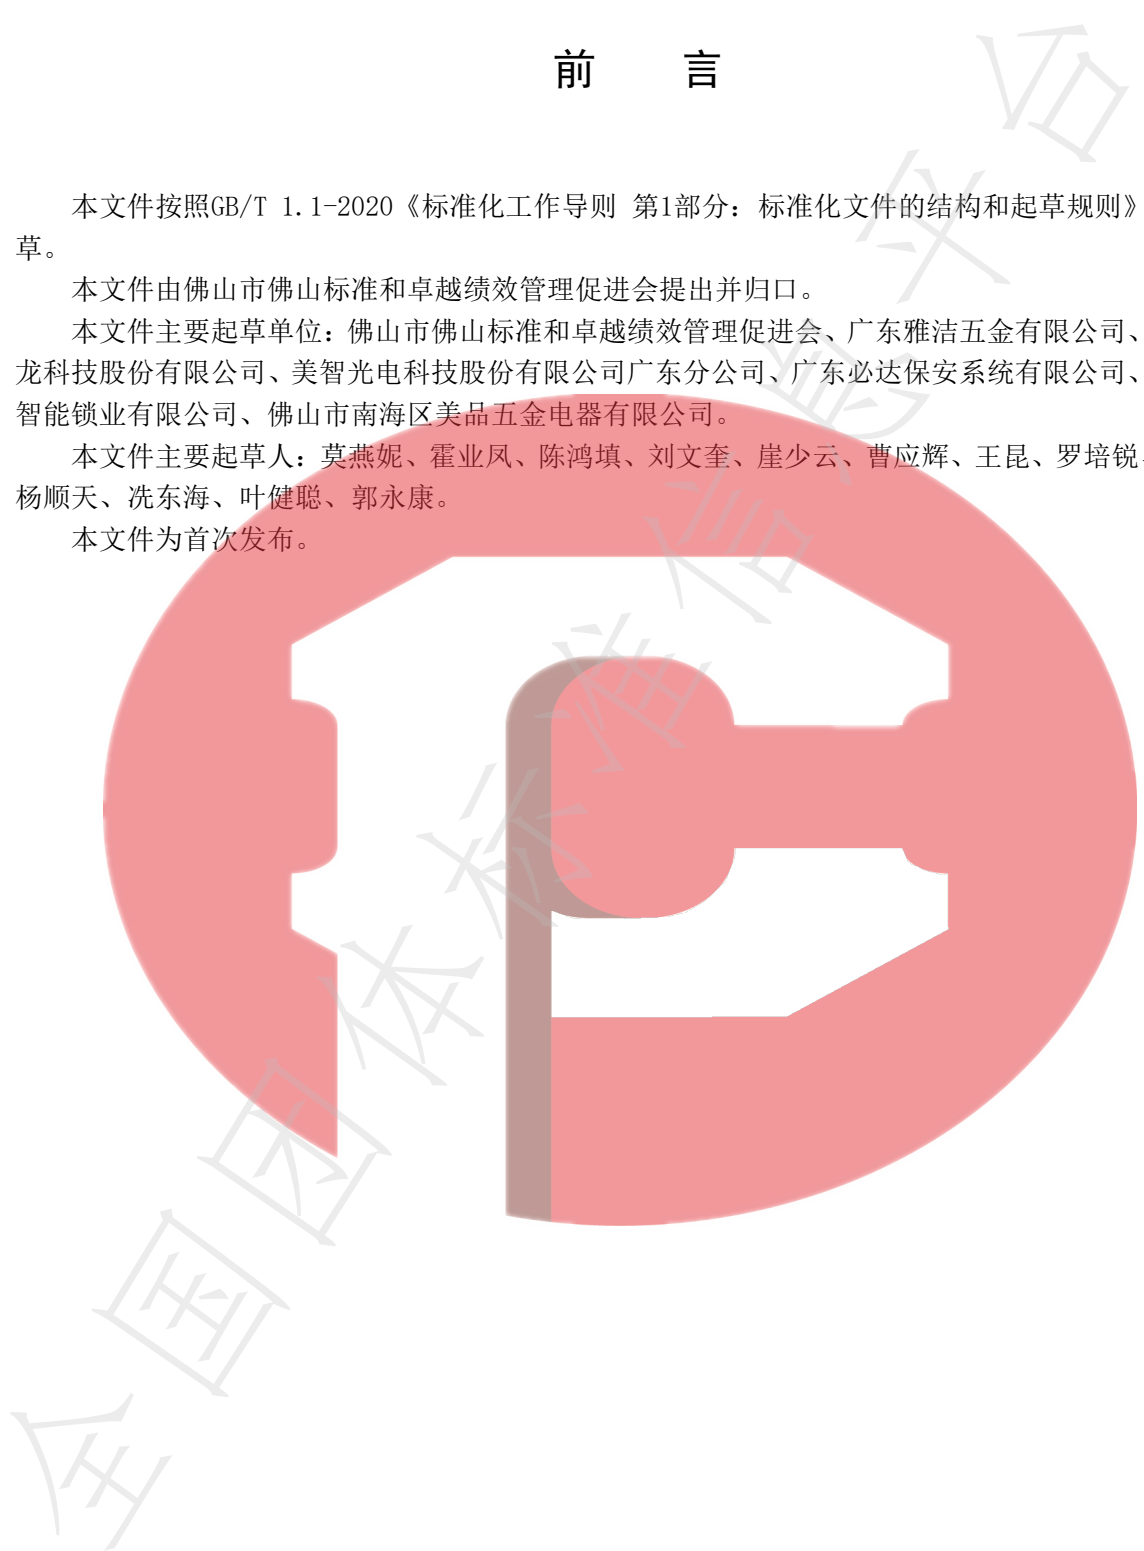 前言
本文件按照GB/T 1.1-2020《标准化工作导则 第1部分：标准化文件的结构和起草规则》
草。
本文件由佛山市佛山标准和卓越绩效管理促进会提出并归口。
本文件主要起草单位：佛山市佛山标准和卓越绩效管理促进会、广东雅洁五金有限公司、
龙科技股份有限公司、美智光电科技股份有限公司广东分公司、广东必达保安系统有限公司、
智能锁业有限公司、佛山市南海区美品五金电器有限公司。
本文件主要起草人：莫燕妮、霍业凤、陈鸿填、刘文奎、崖少云、曹应辉、王昆、罗培锐、
杨顺天、冼东海、叶健聪、郭永康。
本文件为首次发布。
全国团体标准信息平台